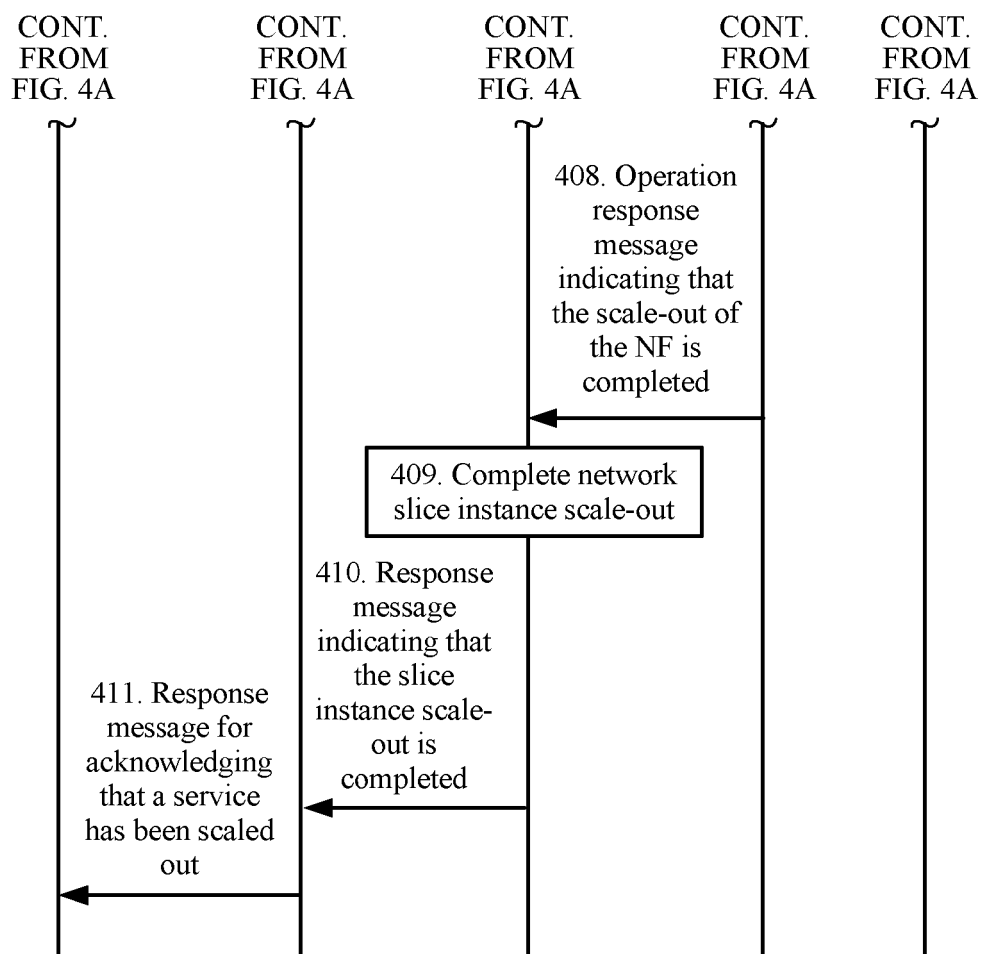 CONT.
FROM
FIG. 4A
CONT.
FROM
FIG. 4A
CONT.
FROM
FIG. 4A
CONT.
FROM
FIG. 4A
CONT.
FROM
FIG. 4A
408. Operation
response
message
indicating that
the scale-out of
the NF is
completed
409. Complete network
slice instance scale-out
410. Response
message
indicating that
the slice
instance scale-
out is
completed
411. Response
message for
acknowledging
that a service
has been scaled
out